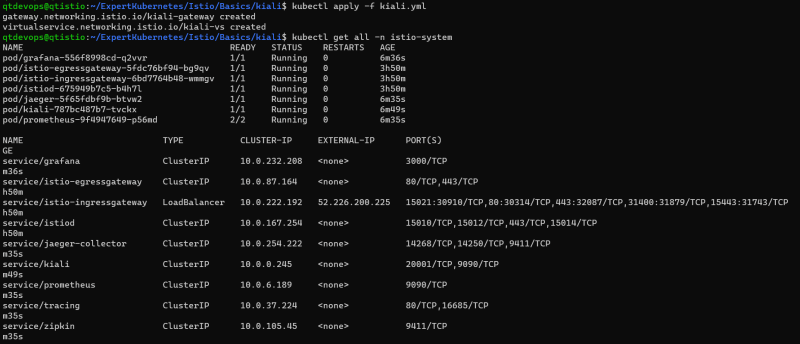 qtdevops@qtistio:~/ExpertKubernetes/Istio/Basics/kiali$ kubectl apply -f kiali.yml
gateway.networking.istio.io/kiali-gateway created
virtualservice.networking.istio.io/kiali-vs created
qtdevops@qtistio:~/ExpertKubernetes/Istio/Basics/kiali$ kubectl get all -n istio-system
NAME READY STATUS RESTARTS AGE
pod/grafana-556f8998cd-q2vvr 1/1 Running 0 6m36s
pod/istio-egressgateway-5fdc76bf94-bg9qv 1/1 Running 0 3h50m
pod/istio-ingressgateway-6bd7764b48-wmmgv 1/1 Running 0 3h50m
pod/istiod-675949b7c5-b4h7l 1/1 Running 0 3h50m
pod/jaeger-5f65fdbf9b-btvw2 1/1 Running 0 6m35s
pod/kiali-787bc487b7-tvckx 1/1 Running 0 6m49s
pod/prometheus-9f4947649-p56md 2/2 Running 0 6m35s
NAME TYPE CLUSTER-IP EXTERNAL-IP PORT(S)
GE
service/grafana ClusterIP 10.0.232.208 <none> 3000/TCP
m36s
service/istio-egressgateway ClusterIP 10.0.87.164 <none> 80/TCP,443/TCP
h50m
service/istio-ingressgateway LoadBalancer 10.0.222.192 52.226.200.225 15021:30910/TCP,80:30314/TCP,443:32087/TCP,31400:31879/TCP,15443:31743/TCP
h50m
service/istiod ClusterIP 10.0.167.254 <none> 15010/TCP,15012/TCP,443/TCP,15014/TCP
h50m
service/jaeger-collector ClusterIP 10.0.254.222 <none> 14268/TCP,14250/TCP,9411/TCP
m35s
service/kiali ClusterIP 10.0.0.245 <none> 20001/TCP,9090/TCP
m49s
service/prometheus ClusterIP 10.0.6.189 <none> 9090/TCP
m35s
service/tracing ClusterIP 10.0.37.224 <none> 80/TCP,16685/TCP
m35s
service/zipkin ClusterIP 10.0.105.45 <none> 9411/TCP
m35s